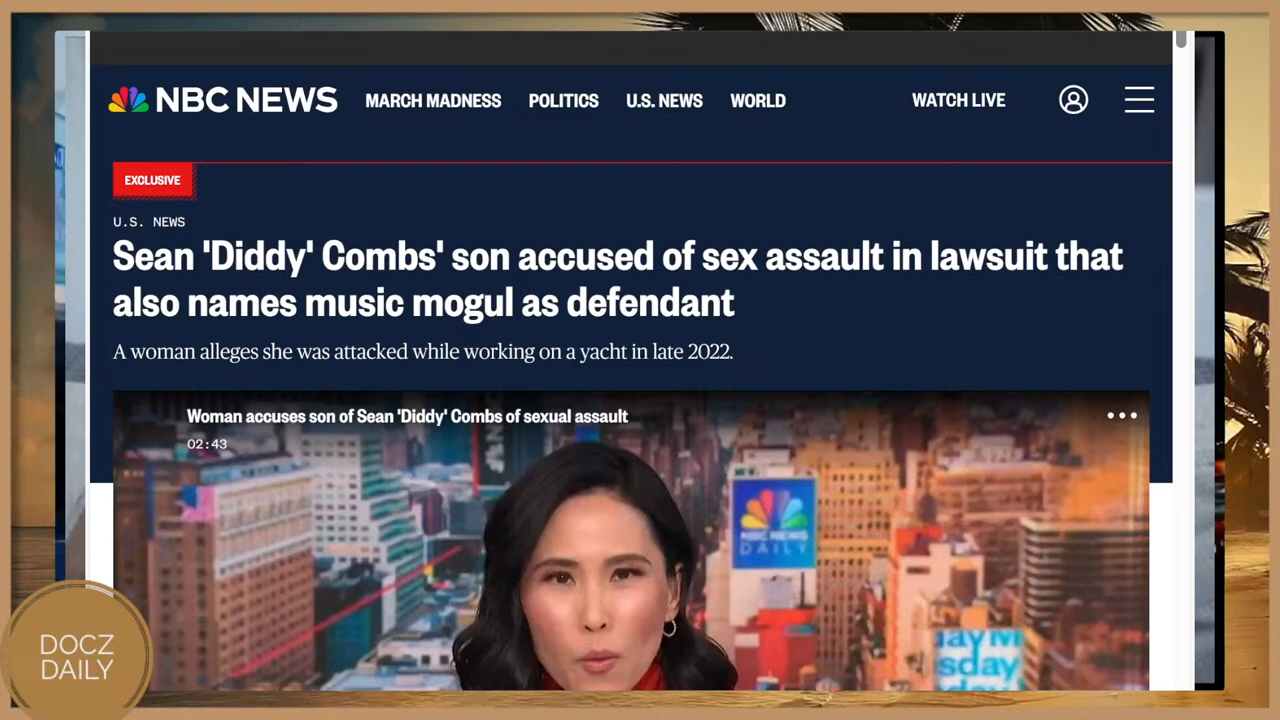 NBC NEWS MARCH MADNESS POLITICS U.S. NEWS WORLD WATCH LIVE
EXCLUSIVE
U.S. NEWS
Sean 'Diddy' Combs' son accused of sex assault in lawsuit that
also names music mogul as defendant
A woman alleges she was attacked while working on a yacht in late 2022.
Woman accuses son of Sean 'Diddy' Combs of sexual assault
02:43
NBC NEWS
DAILY
DOCZ
DAILY